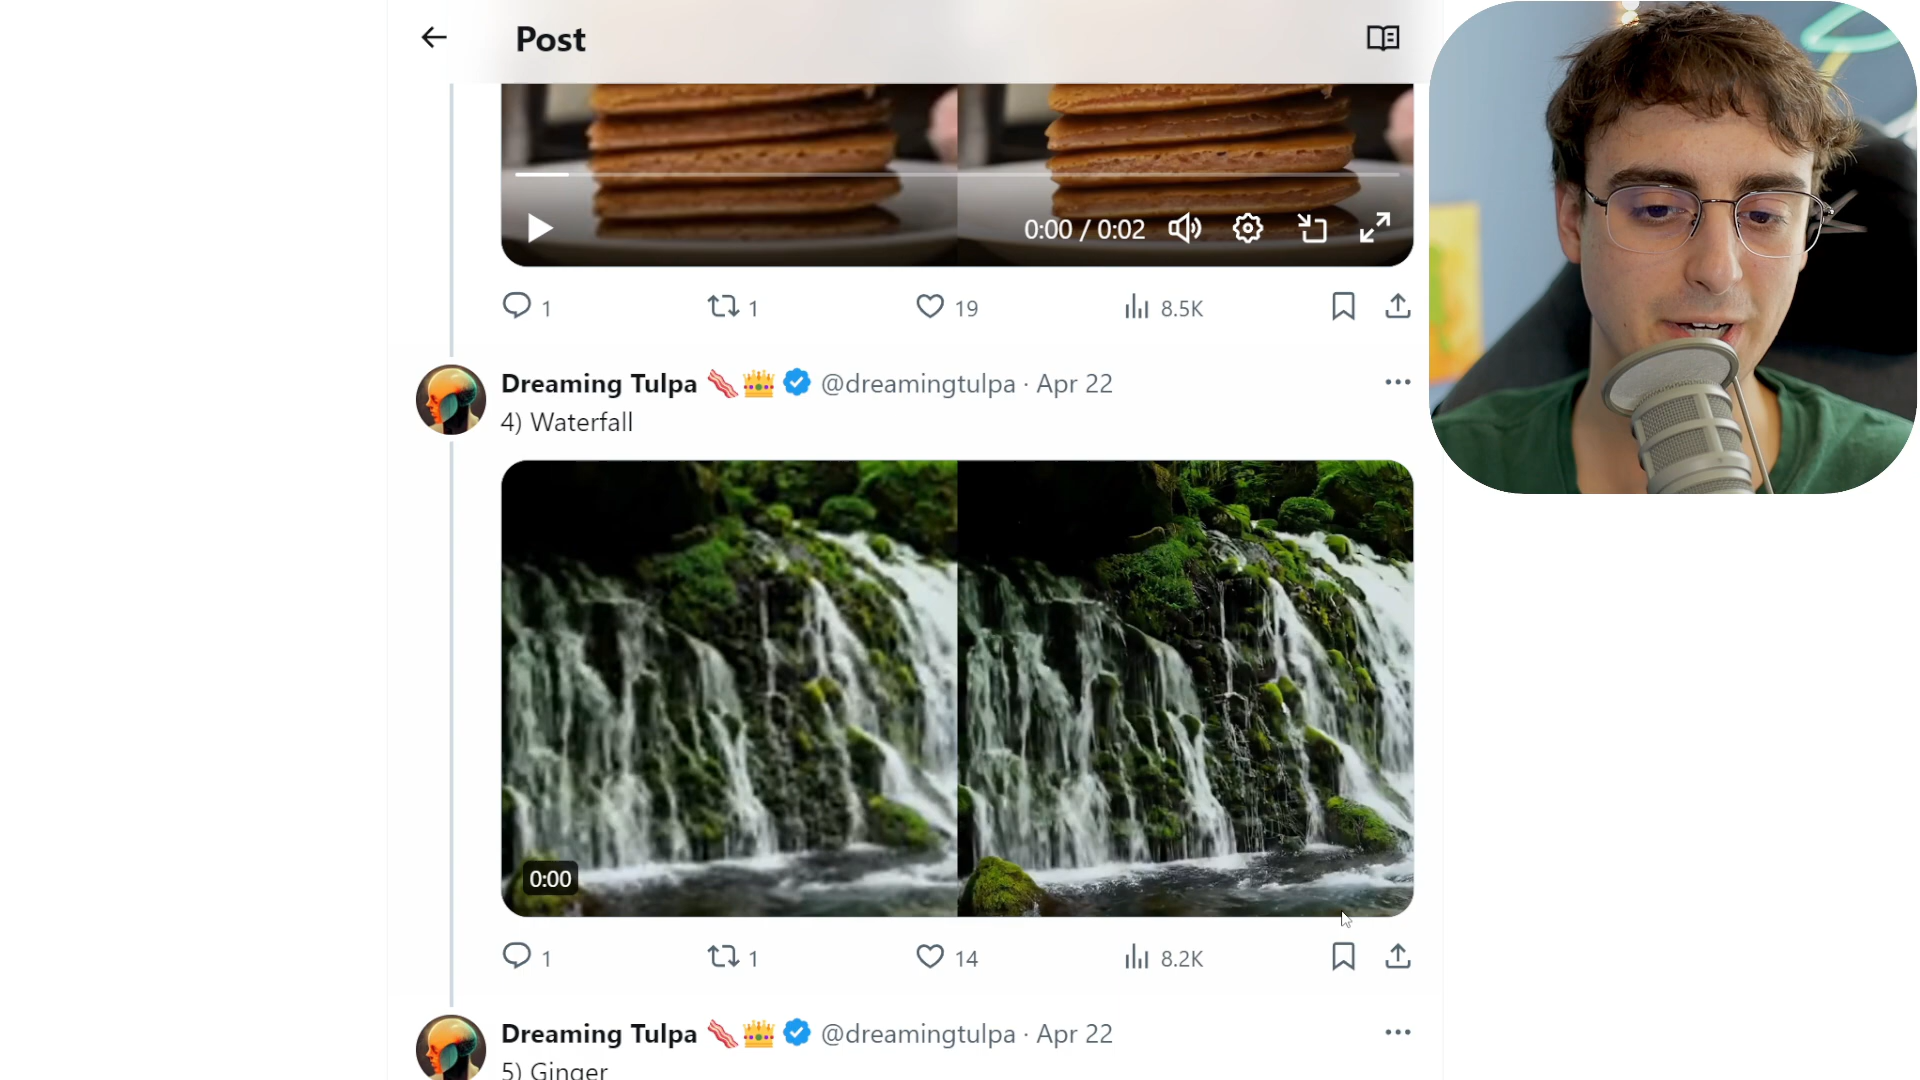 Post
0:00 / 0:02
1
1
19
8.5K
Dreaming Tulpa 🥓👑 @dreamingtulpa · Apr 22
4) Waterfall
0:00
1
1
14
8.2K
Dreaming Tulpa 🥓👑 @dreamingtulpa · Apr 22
5) Ginger